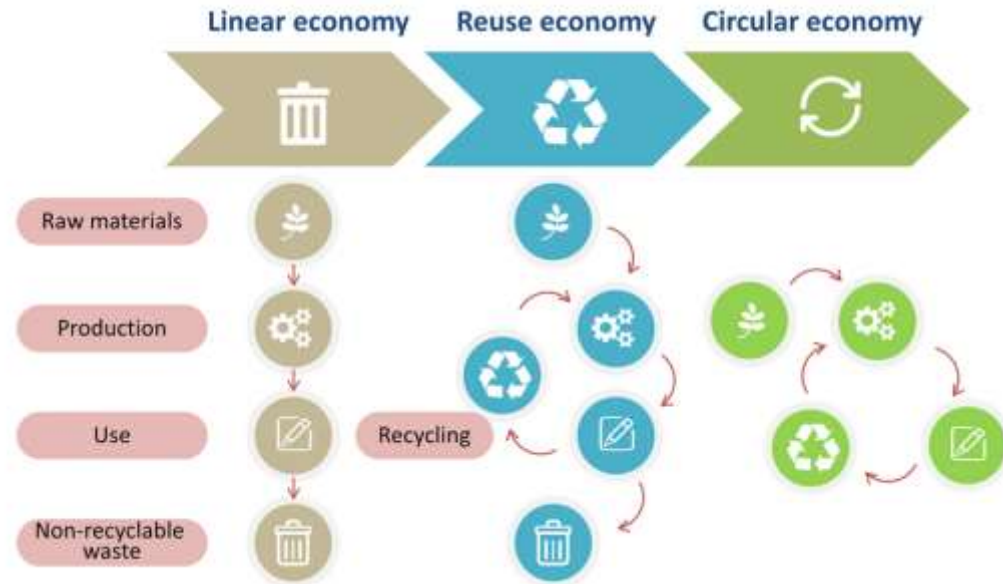 Linear economy
Reuse economy
Circular economy
Raw materials
Production
Use
Recycling
Non-recyclable
waste